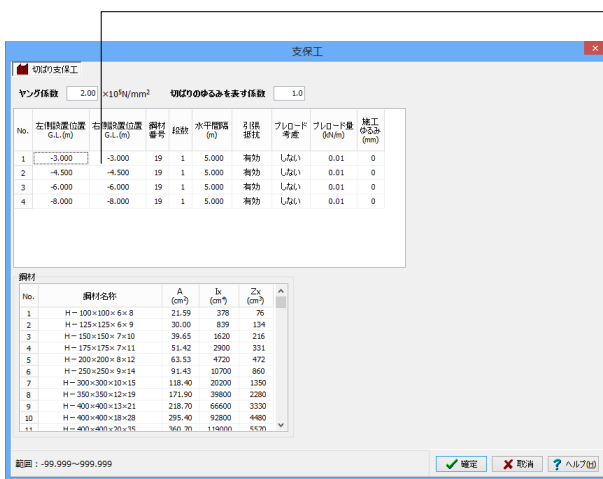 支保工
切ばり支保工
ヤング係数 2.00 ×10⁵N/mm² 切ばりのゆるみを表す係数 1.0
No. 左側設置位置 G.L.(m) 右側設置位置 G.L.(m) 鋼材番号 段数 水平間隔(m) 引張抵抗 プレロード考慮 プレロード量(kN/m) 施工ゆるみ(mm)
1 -3.000 -3.000 19 1 5.000 有効 しない 0.01 0
2 -4.500 -4.500 19 1 5.000 有効 しない 0.01 0
3 -6.000 -6.000 19 1 5.000 有効 しない 0.01 0
4 -8.000 -8.000 19 1 5.000 有効 しない 0.01 0
鋼材
No. 鋼材名称 A (cm²) Ix (cm⁴) Zx (cm³)
1 H-100×100×6×8 21.59 378 76
2 H-125×125×6×9 30.00 839 134
3 H-150×150×7×10 39.65 1620 216
4 H-175×175×7×11 51.42 2900 331
5 H-200×200×8×12 63.53 4720 472
6 H-250×250×9×14 91.43 10700 860
7 H-300×300×10×15 118.40 20200 1350
8 H-350×350×12×19 171.90 39800 2280
9 H-400×400×13×21 218.70 66600 3330
10 H-400×400×18×28 295.40 92800 4480
11 H-400×400×20×35 360.70 119000 5570
範囲：-99.999～999.999
確定 取消 ? ヘルプ(H)